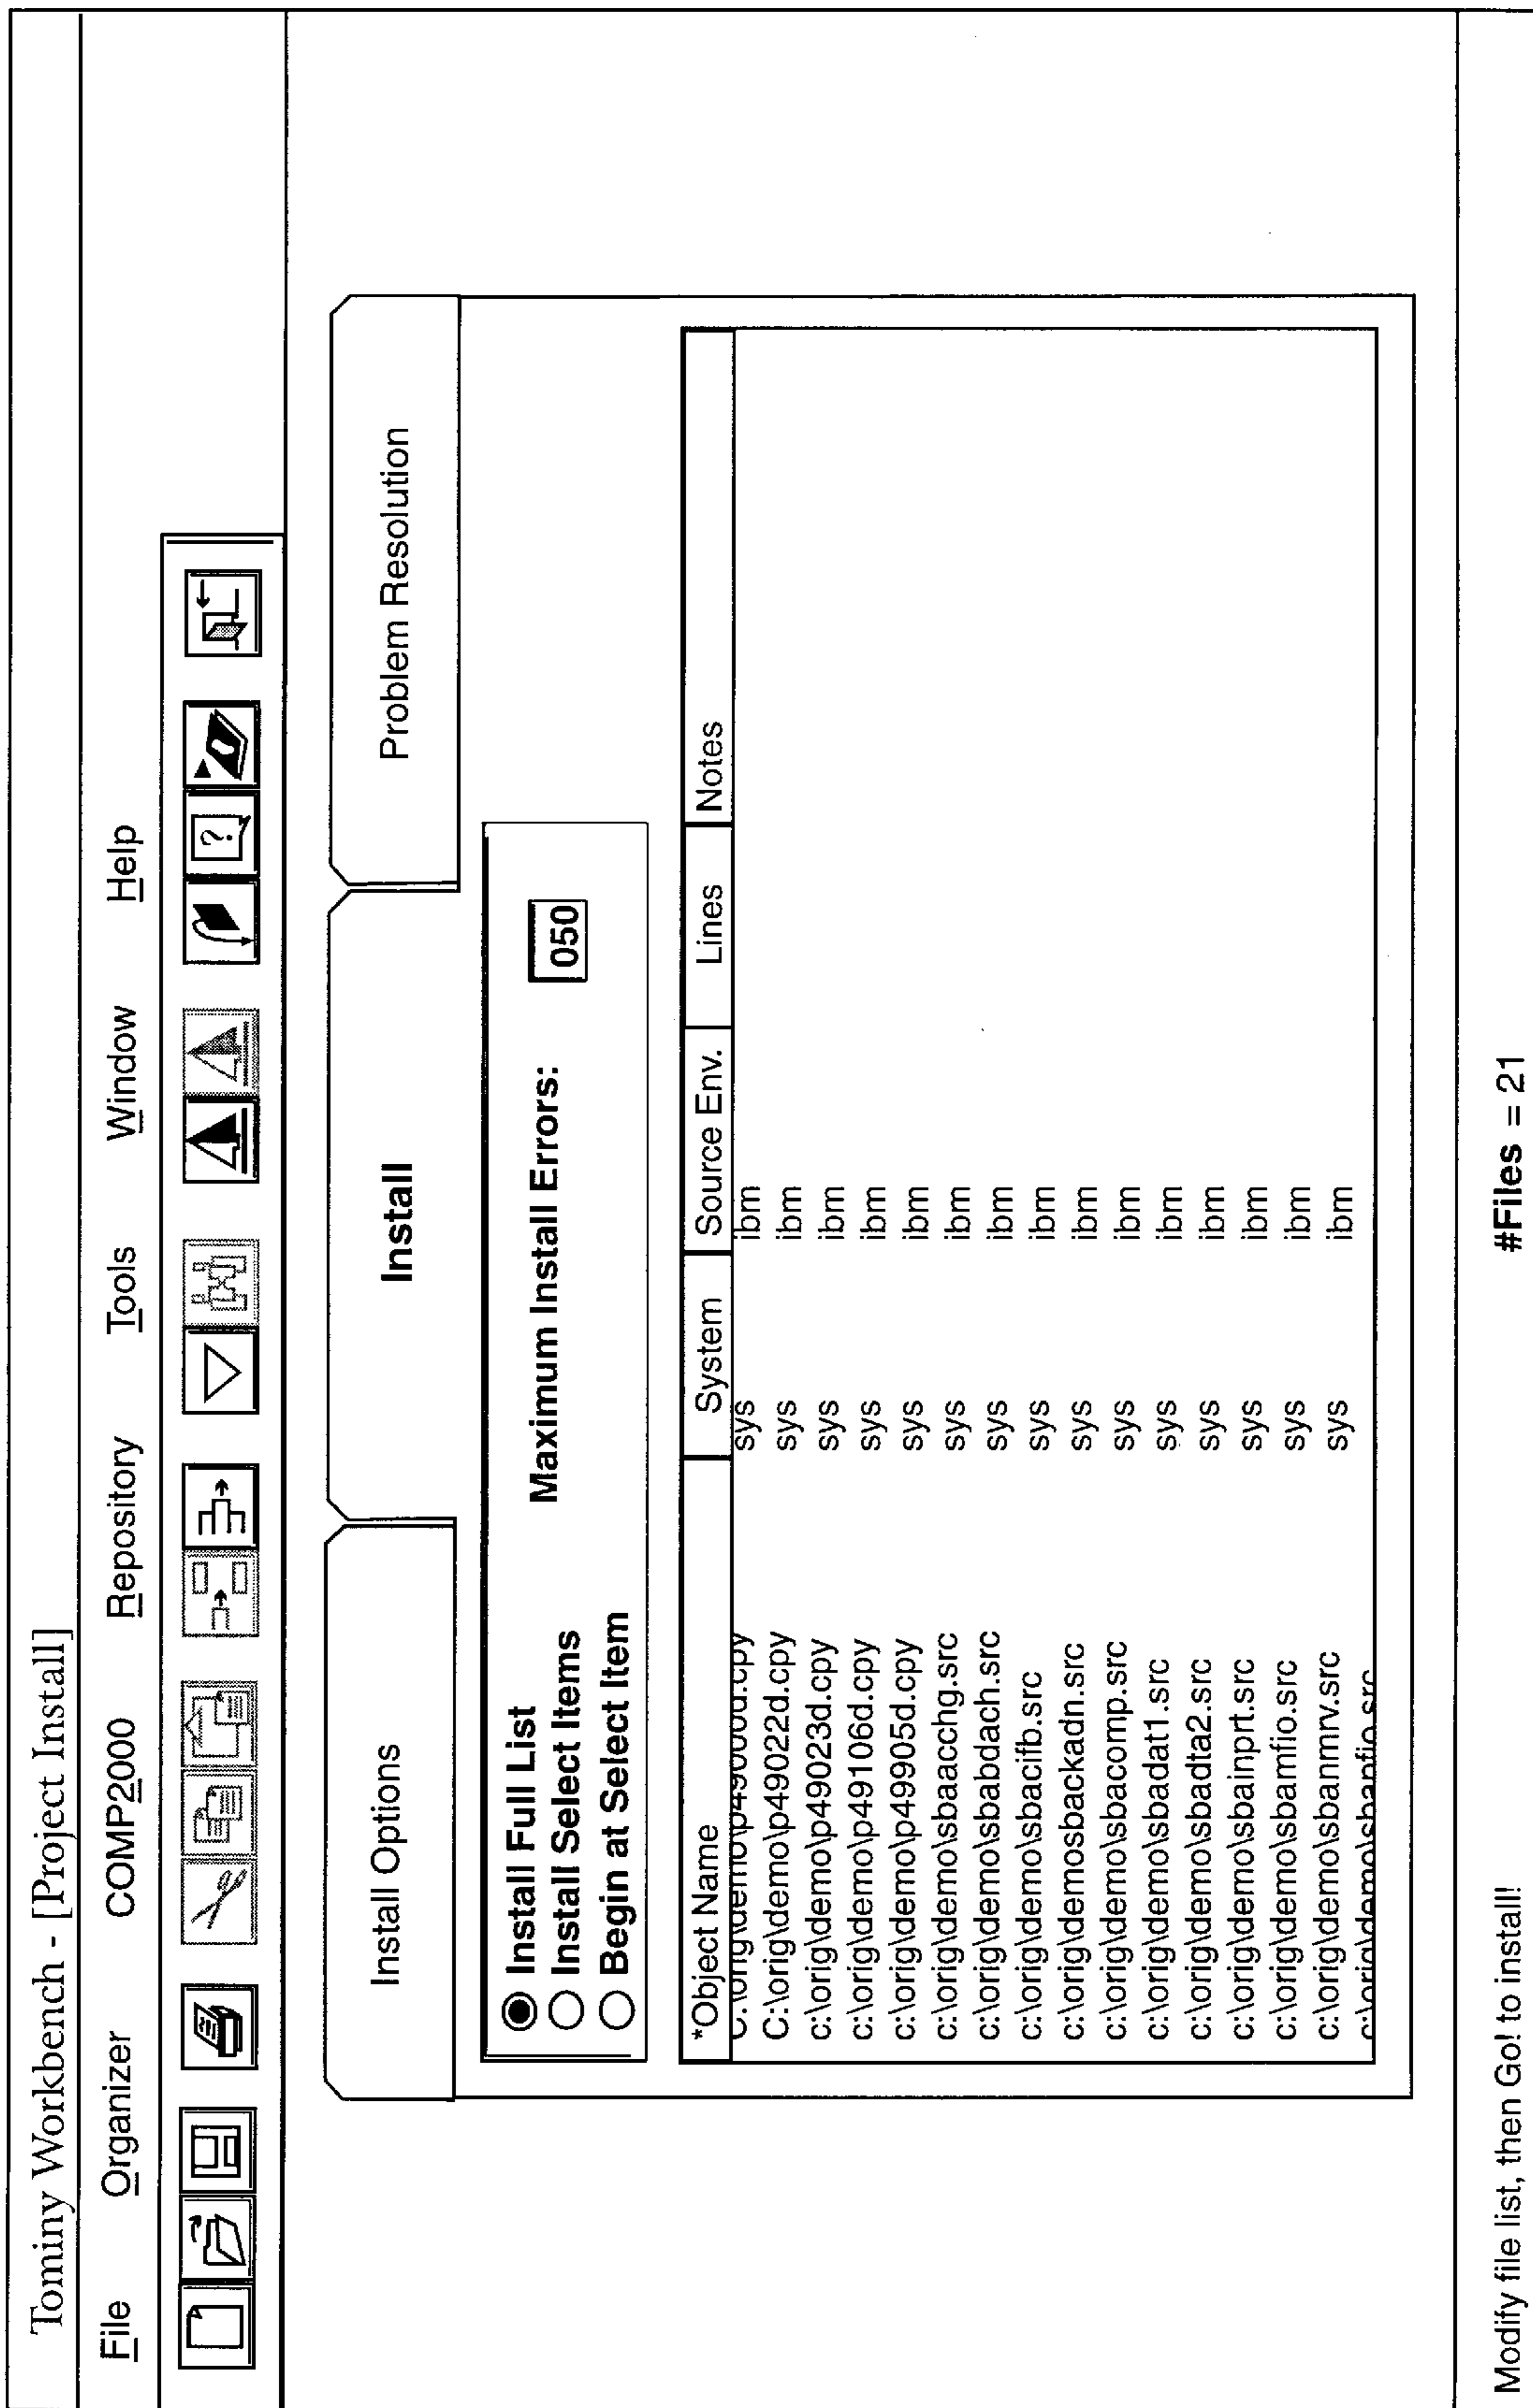 Tominy Workbench - [Project Install]
File Organizer COMP2000 Repository Tools Window Help
Install Options Install Problem Resolution
Install Full List
Install Select Items Maximum Install Errors: 050
Begin at Select Item
*Object Name System Source Env. Lines Notes
sys ibm
C:\orig\demo\p49022d.cpy sys ibm
c:\orig\demo\p49023d.cpy sys ibm
c:\orig\demo\p49106d.cpy sys ibm
c:\orig\demo\p49905d.cpy sys ibm
c:\orig\demo\sbaacchg.src sys ibm
c:\orig\demo\sbabdach.src sys ibm
c:\orig\demo\sbacifb.src sys ibm
c:\orig\demosbackadn.src sys ibm
c:\orig\demo\sbacomp.src sys ibm
c:\orig\demo\sbadat1.src sys ibm
c:\orig\demo\sbadta2.src sys ibm
c:\orig\demo\sbainprt.src sys ibm
c:\orig\demo\sbamfio.src sys ibm
c:\orig\demo\sbanmrv.src sys ibm
Modify file list, then Go! to install! #Files = 21